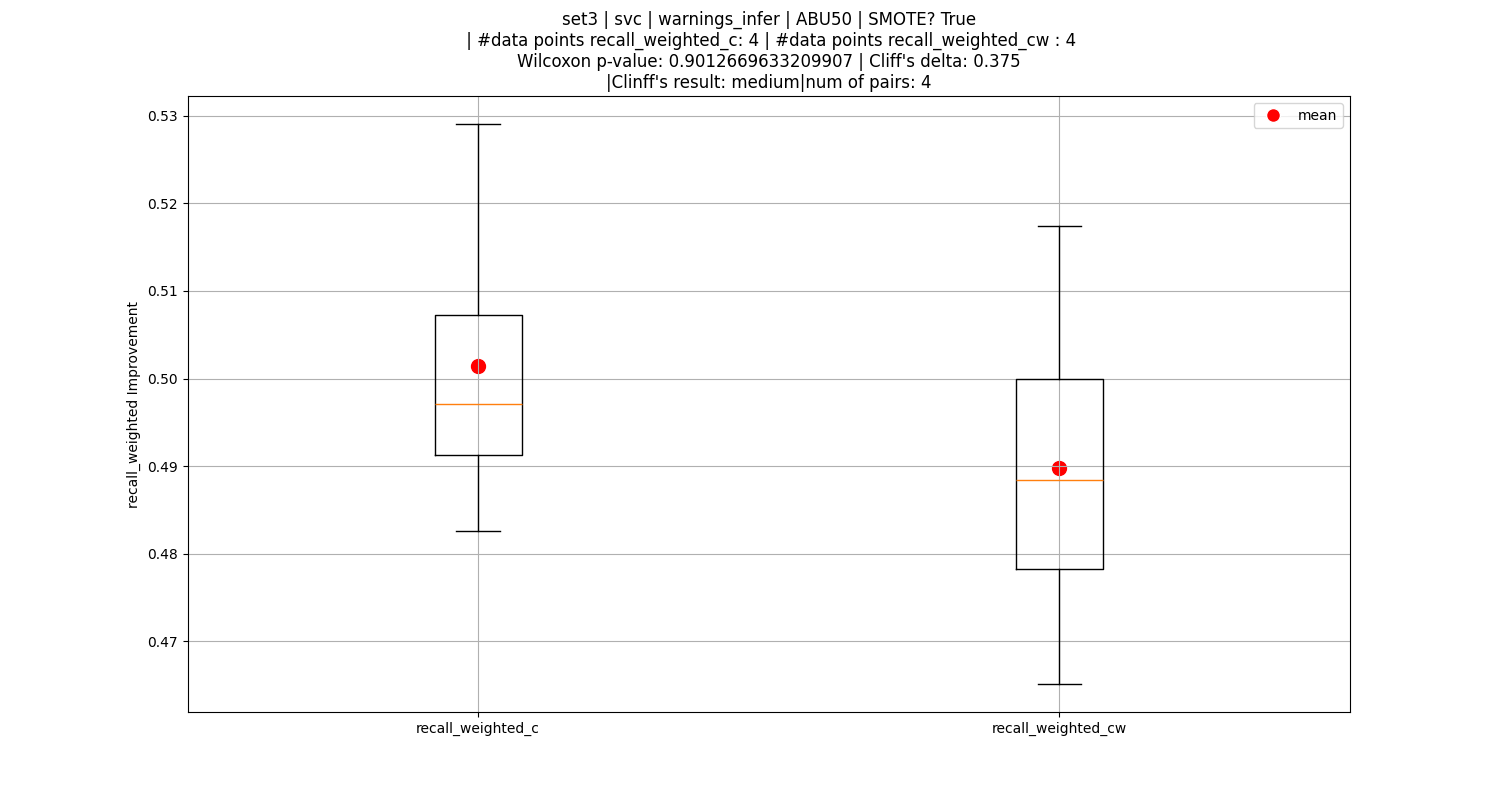 set3 | svc | warnings_infer | ABU50 | SMOTE? True
| #data points recall_weighted_c: 4 | #data points recall_weighted_cw : 4
Wilcoxon p-value: 0.9012669633209907 | Cliff's delta: 0.375
|Clinff's result: medium|num of pairs: 4
mean
0.53
0.52
0.51
0.50
0.49
0.48
0.47
recall_weighted Improvement
recall_weighted_c
recall_weighted_cw